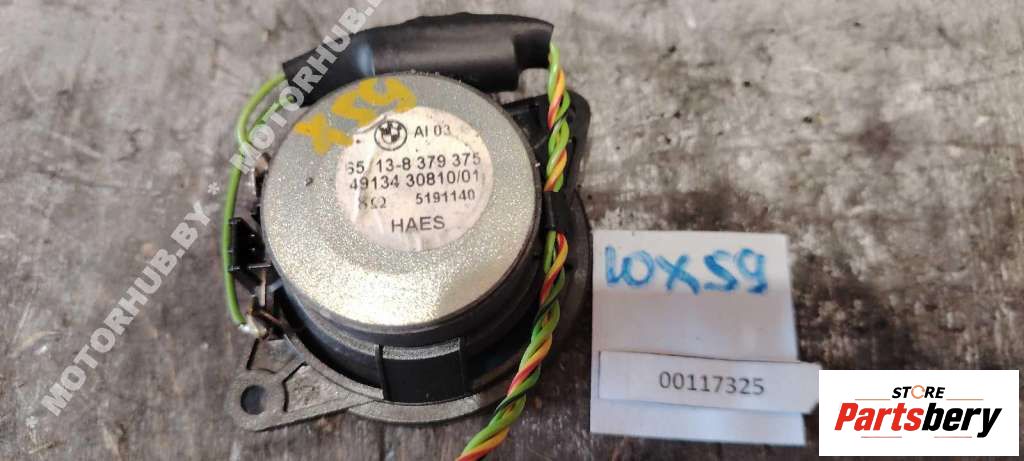 MOTORHUB.BY * MOTORHUB.BY
X59
AI 03
65 13-8 379 375
49134 30810/01
8Ω 5191140
HAES
10X59
00117325
STORE
Partsbery